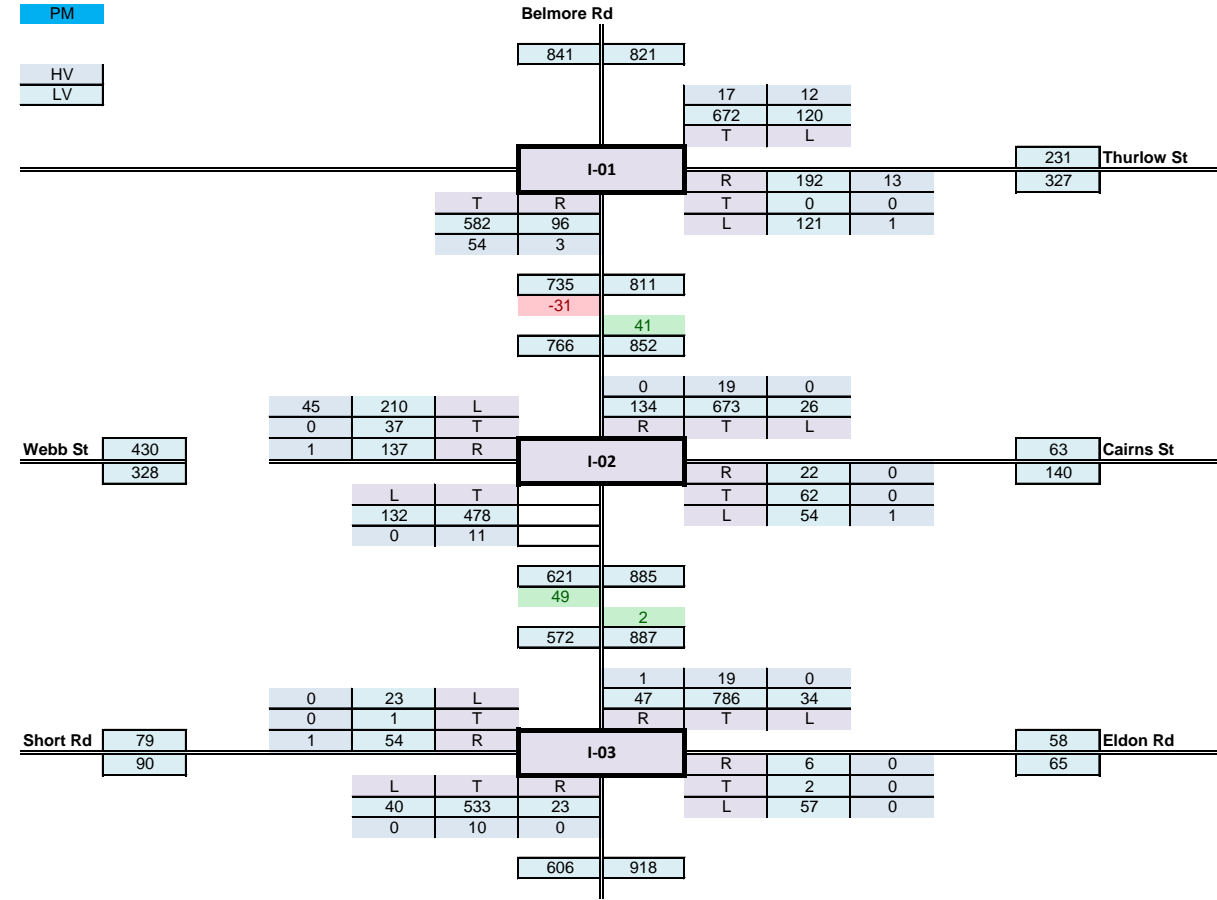 PM
Belmore Rd
841 821
HV
LV
17 12
672 120
T L
I-01
231 Thurlow St
327
R 192 13
T 0 0
L 121 1
T R
582 96
54 3
735 811
-31
41
766 852
0 19 0
134 673 26
R T L
45 210 L
0 37 T
1 137 R
Webb St 430
328
I-02
63 Cairns St
140
R 22 0
T 62 0
L 54 1
L T
132 478
0 11
621 885
49
2
572 887
1 19 0
47 786 34
R T L
0 23 L
0 1 T
1 54 R
Short Rd 79
90
I-03
58 Eldon Rd
65
R 6 0
T 2 0
L 57 0
L T R
40 533 23
0 10 0
606 918